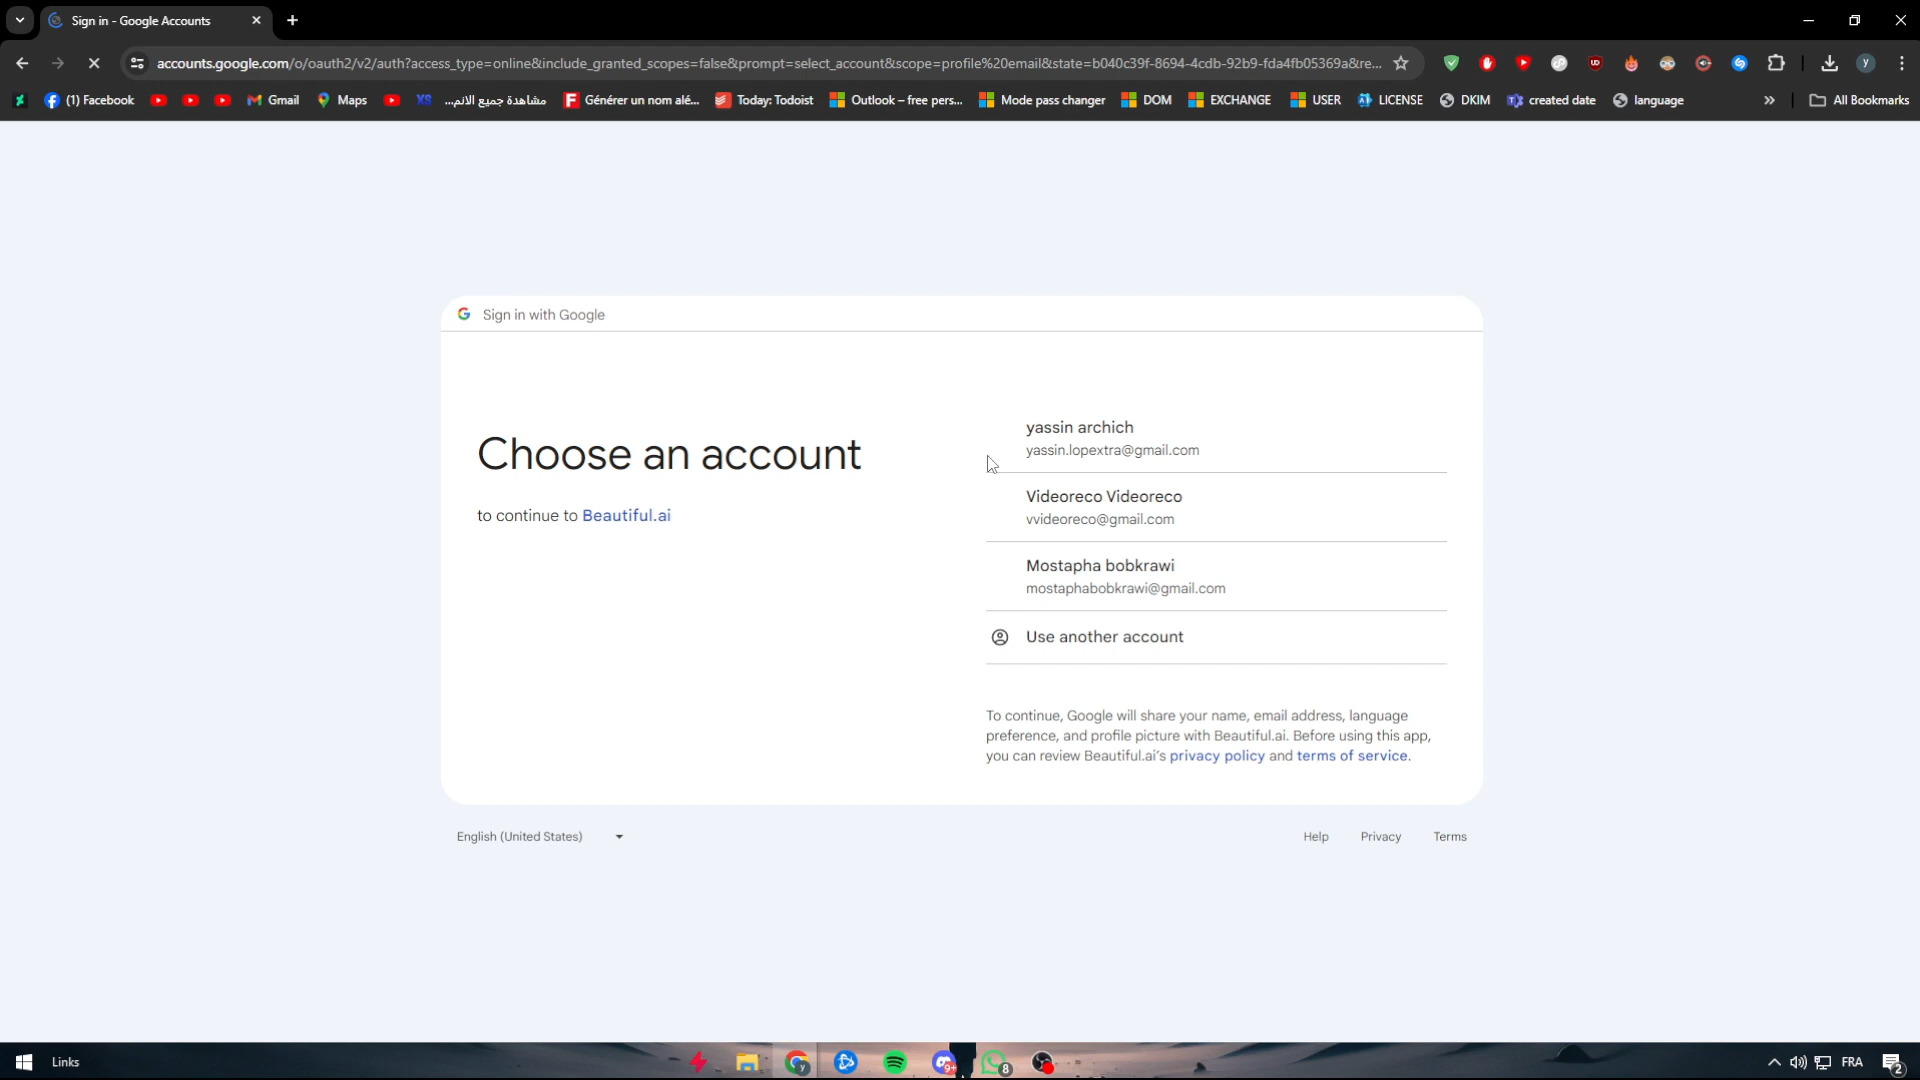 Sign in - Google Accounts
accounts.google.com/o/oauth2/v2/auth?access_type=online&include_granted_scopes=false&prompt=select_account&scope=profile%20email&state=b040c39f-8694-4cdb-92b9-fda4fb05369a&re...
(1) Facebook
Gmail
Maps
XS
مشاهدة جميع الانم...
Générer un nom alé...
Today: Todoist
Outlook – free pers...
Mode pass changer
DOM
EXCHANGE
USER
LICENSE
DKIM
created date
language
»
All Bookmarks
Sign in with Google
Choose an account
to continue to Beautiful.ai
yassin archich
yassin.lopextra@gmail.com
Videoreco Videoreco
vvideoreco@gmail.com
Mostapha bobkrawi
mostaphabobkrawi@gmail.com
Use another account
To continue, Google will share your name, email address, language
preference, and profile picture with Beautiful.ai. Before using this app,
you can review Beautiful.ai's privacy policy and terms of service.
English (United States)
Help
Privacy
Terms
Links
9+
8
FRA
2